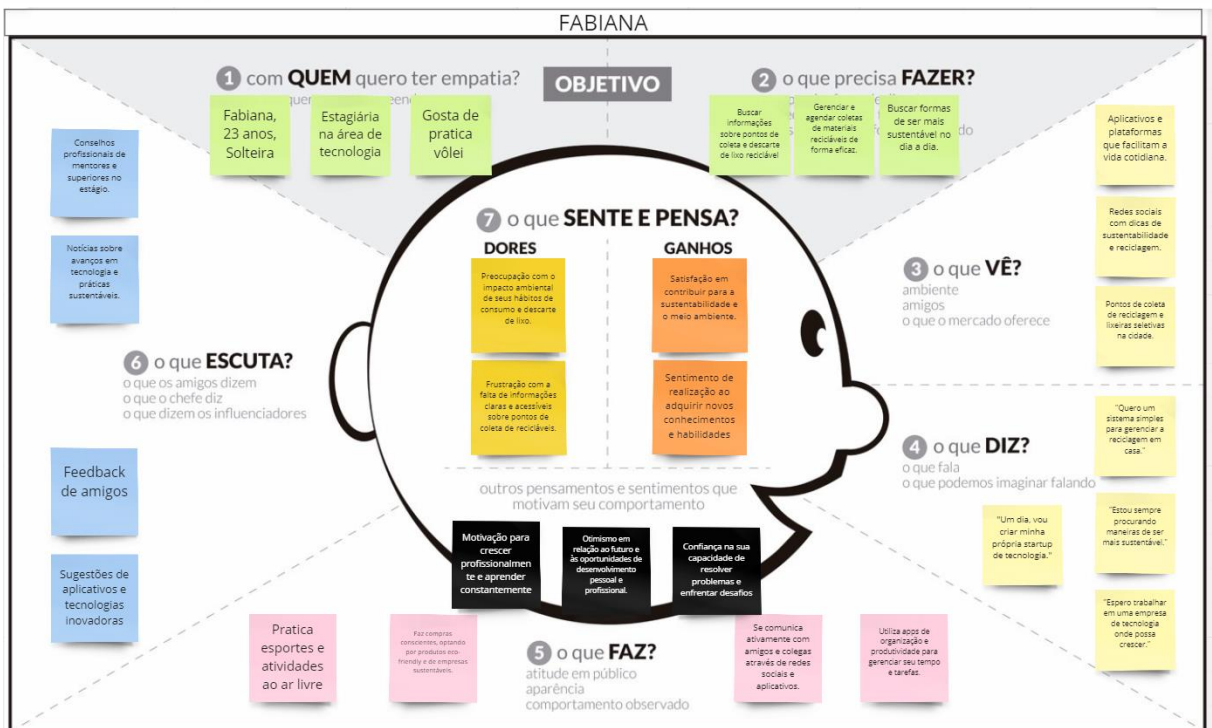 FABIANA
1 com QUEM quero ter empatia?
OBJETIVO
2 o que precisa FAZER?
Fabiana,
23 anos,
Solteira
Estagiária
na área de
tecnologia
Gosta de
pratica
vôlei
Buscar
informações
sobre pontos de
coleta e descarte
de lixo reciclável
Gerenciar e
agendar coletas
de materiais
recicláveis de
forma eficaz.
Buscar formas
de ser mais
sustentável no
dia a dia.
Aplicativos e
plataformas
que facilitam a
vida cotidiana.
Redes sociais
com dicas de
sustentabilidade
e reciclagem.
Pontos de coleta
de reciclagem e
lixeiras seletivas
na cidade.
3 o que VÊ?
ambiente
amigos
o que o mercado oferece
Conselhos
profissionais de
mentores e
superiores no
estágio.
Notícias sobre
avanços em
tecnologia e
práticas
sustentáveis.
6 o que ESCUTA?
o que os amigos dizem
o que o chefe diz
o que dizem os influenciadores
Feedback
de amigos
Sugestões de
aplicativos e
tecnologias
inovadoras
7 o que SENTE E PENSA?
DORES
Preocupação com o
impacto ambiental
de seus hábitos de
consumo e descarte
de lixo.
Frustração com a
falta de informações
claras e acessíveis
sobre pontos de
coleta de recicláveis.
GANHOS
Satisfação em
contribuir para a
sustentabilidade e
o meio ambiente.
Sentimento de
realização ao
adquirir novos
conhecimentos
e habilidades
outros pensamentos e sentimentos que
motivam seu comportamento
Motivação para
crescer
profissionalmen
te e aprender
constantemente
Otimismo em
relação ao futuro e
às oportunidades de
desenvolvimento
pessoal e
profissional.
Confiança na sua
capacidade de
resolver
problemas e
enfrentar desafios
4 o que DIZ?
o que fala
o que podemos imaginar falando
"Quero um
sistema simples
para gerenciar a
reciclagem em
casa."
"Um dia, vou
criar minha
própria startup
de tecnologia."
"Estou sempre
procurando
maneiras de ser
mais sustentável."
"Espero trabalhar
em uma empresa
de tecnologia
onde possa
crescer."
5 o que FAZ?
atitude em público
aparência
comportamento observado
Pratica
esportes e
atividades
ao ar livre
Faz compras
conscientes, optando
por produtos eco-
friendly e de empresas
sustentáveis.
Se comunica
ativamente com
amigos e colegas
através de redes
sociais e
aplicativos.
Utiliza apps de
organização e
produtividade para
gerenciar seu tempo
e tarefas.